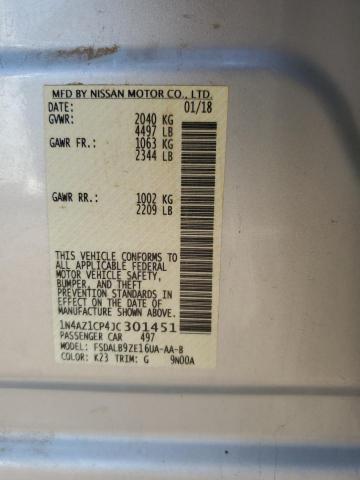 MFD BY NISSAN MOTOR CO., LTD.
DATE: 01/18
GVWR: 2040 KG
4497 LB
GAWR FR.: 1063 KG
2344 LB
GAWR RR.: 1002 KG
2209 LB
THIS VEHICLE CONFORMS TO
ALL APPLICABLE FEDERAL
MOTOR VEHICLE SAFETY,
BUMPER, AND THEFT
PREVENTION STANDARDS IN
EFFECT ON THE DATE OF
MANUFACTURE SHOWN ABOVE.
1N4AZ1CP4JC301451
PASSENGER CAR 497
MODEL: FSDALB9ZE16UA-AA-B
COLOR: K23 TRIM: G 9N00A